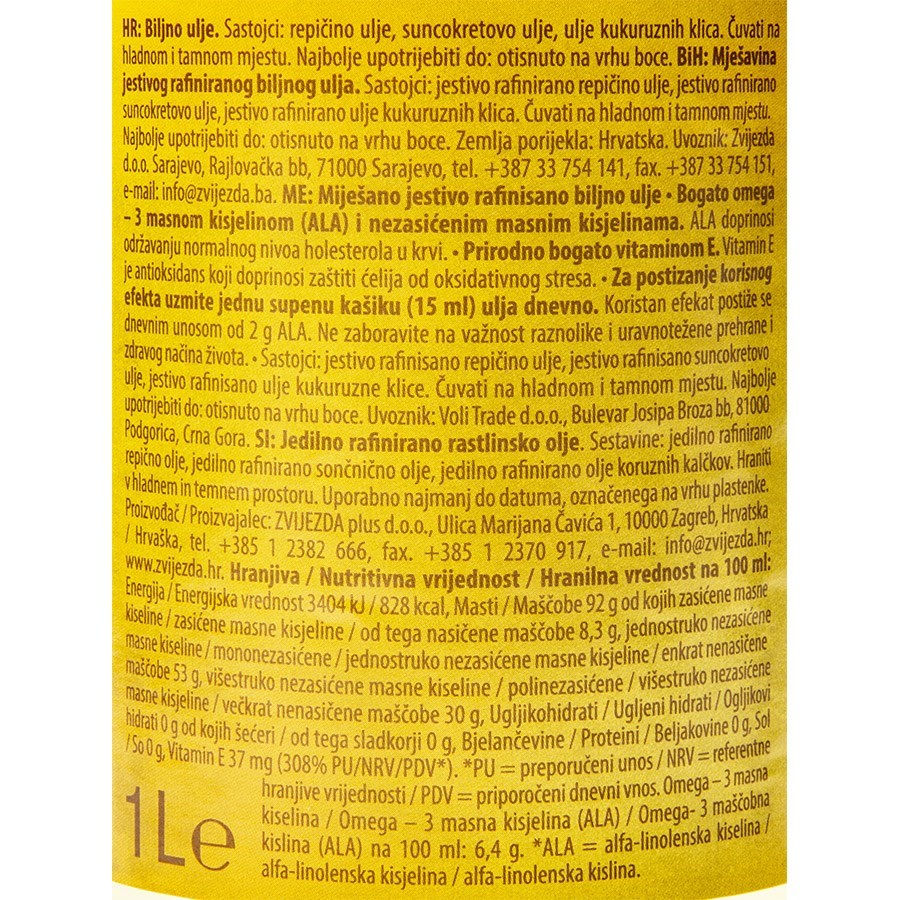 HR: Biljno ulje. Sastojci: repičino ulje, suncokretovo ulje, ulje kukuruznih klica. Čuvati na
hladnom i tamnom mjestu. Najbolje upotrijebiti do: otisnuto na vrhu boce. BiH: Mješavina
jestivog rafiniranog biljnog ulja. Sastojci: jestivo rafinirano repičino ulje, jestivo rafinirano
suncokretovo ulje, jestivo rafinirano ulje kukuruznih klica. Čuvati na hladnom i tamnom mjestu.
Najbolje upotrijebiti do: otisnuto na vrhu boce. Zemlja porijekla: Hrvatska. Uvoznik: Zvijezda
d.o.o. Sarajevo, Rajlovačka bb, 71000 Sarajevo, tel. +387 33 754 141, fax. +387 33 754 151,
e-mail: info@zvijezda.ba. ME: Miješano jestivo rafinisano biljno ulje • Bogato omega
– 3 masnom kisjelinom (ALA) i nezasićenim masnim kisjelinama. ALA doprinosi
održavanju normalnog nivoa holesterola u krvi. • Prirodno bogato vitaminom E. Vitamin E
je antioksidans koji doprinosi zaštiti ćelija od oksidativnog stresa. • Za postizanje korisnog
efekta uzmite jednu supenu kašiku (15 ml) ulja dnevno. Koristan efekat postiže se
dnevnim unosom od 2 g ALA. Ne zaboravite na važnost raznolike i uravnotežene prehrane i
zdravog načina života. • Sastojci: jestivo rafinisano repičino ulje, jestivo rafinisano suncokretovo
ulje, jestivo rafinisano ulje kukuruzne klice. Čuvati na hladnom i tamnom mjestu. Najbolje
upotrijebiti do: otisnuto na vrhu boce. Uvoznik: Voli Trade d.o.o., Bulevar Josipa Broza bb, 81000
Podgorica, Crna Gora. SI: Jedilno rafinirano rastlinsko olje. Sestavine: jedilno rafinirano
repično olje, jedilno rafinirano sončnično olje, jedilno rafinirano olje koruznih kalčkov. Hraniti
v hladnem in temnem prostoru. Uporabno najmanj do datuma, označenega na vrhu plastenke.
Proizvođač / Proizvajalec: ZVIJEZDA plus d.o.o., Ulica Marijana Čavića 1, 10000 Zagreb, Hrvatska
/ Hrvaška, tel. +385 1 2382 666, fax. +385 1 2370 917, e-mail: info@zvijezda.hr;
www.zvijezda.hr. Hranjiva / Nutritivna vrijednost / Hranilna vrednost na 100 ml:
Energija / Energijska vrednost 3404 kJ / 828 kcal, Masti / Maščobe 92 g od kojih zasićene masne
kiseline / zasićene masne kisjeline / od tega nasičene maščobe 8,3 g, jednostruko nezasićene
masne kiseline / mononezasićene / jednostruko nezasićene masne kisjeline / enkrat nenasičene
maščobe 53 g, višestruko nezasićene masne kiseline / polinezasićene / višestruko nezasićene
masne kisjeline / večkrat nenasičene maščobe 30 g, Ugljikohidrati / Ugljeni hidrati / Ogljikovi
hidrati 0 g od kojih šećeri / od tega sladkorji 0 g, Bjelančevine / Proteini / Beljakovine 0 g, Sol
/ So 0 g, Vitamin E 37 mg (308% PU/NRV/PDV*). *PU = preporučeni unos / NRV = referentne
hranjive vrijednosti / PDV = priporočeni dnevni vnos. Omega – 3 masna
kiselina / Omega – 3 masna kisjelina (ALA) / Omega- 3 maščobna
kislina (ALA) na 100 ml: 6,4 g. *ALA = alfa-linolenska kiselina /
alfa-linolenska kisjelina / alfa-linolenska kislina.
1L℮